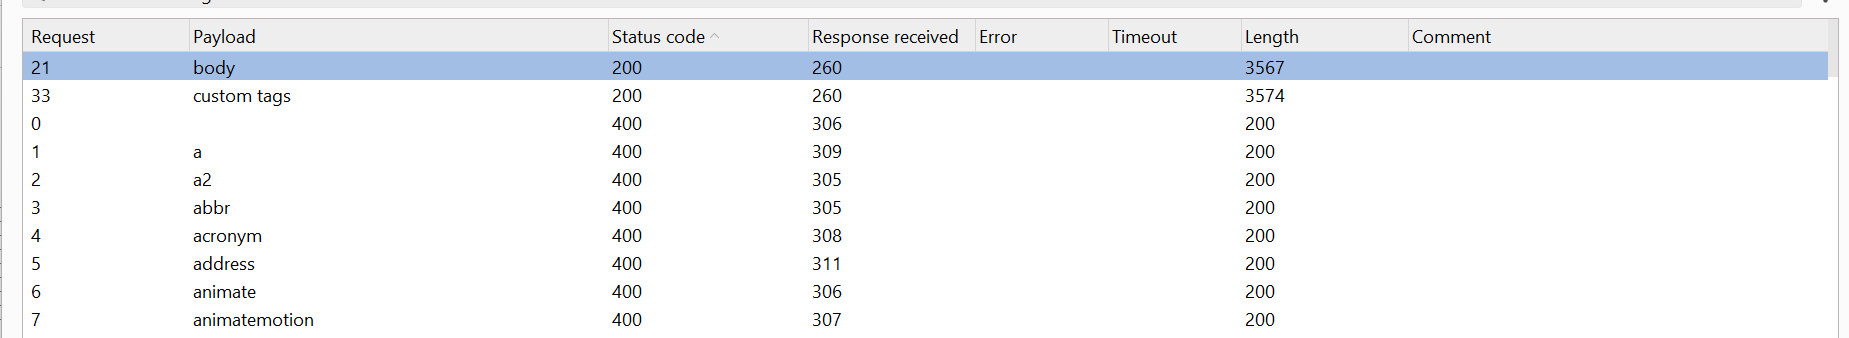 Request Payload Status code Response received Error Timeout Length Comment
21 body 200 260 3567
33 custom tags 200 260 3574
0 400 306 200
1 a 400 309 200
2 a2 400 305 200
3 abbr 400 305 200
4 acronym 400 308 200
5 address 400 311 200
6 animate 400 306 200
7 animatemotion 400 307 200